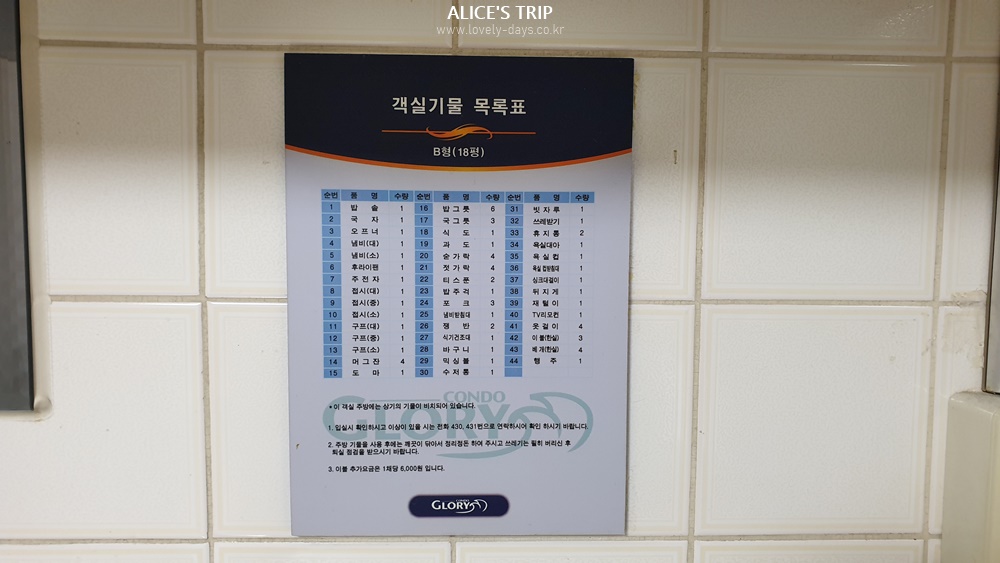 ALICE'S TRIP
www.lovely-days.co.kr
객실기물 목록표
B형(18평)
순번 품 명 수량 순번 품 명 수량 순번 품 명 수량
1 밥 솥 1 16 밥그릇 6 31 빗자루 1
2 국 자 1 17 국그릇 3 32 쓰레받기 1
3 오프너 1 18 식 도 1 33 휴지통 2
4 냄비(대) 1 19 과 도 1 34 욕실대야 1
5 냄비(소) 1 20 숟가락 4 35 욕실컵 1
6 후라이팬 1 21 젓가락 4 36 욕실컵받침대 1
7 주전자 1 22 티스푼 2 37 싱크대걸이 1
8 접시(대) 1 23 밥주걱 1 38 뒤지게 1
9 접시(중) 1 24 포 크 3 39 재떨이 1
10 접시(소) 1 25 냄비받침대 1 40 TV리모컨 1
11 구프(대) 1 26 쟁 반 2 41 옷걸이 4
12 구프(중) 1 27 식기건조대 1 42 이불(한실) 3
13 구프(소) 1 28 바구니 1 43 베개(한실) 4
14 머그잔 4 29 믹싱볼 1 44 행 주 1
15 도 마 1 30 수저통 1
CONDO
GLORY
* 이 객실 주방에는 상기의 기물이 비치되어 있습니다.
1. 입실시 확인하시고 이상이 있을 시는 전화 430, 431번으로 연락하시어 확인 하시기 바랍니다.
2. 주방 기물을 사용 후에는 깨끗이 닦아서 정리정돈 하여 주시고 쓰레기는 필히 버리신 후
퇴실 점검을 받으시기 바랍니다.
3. 이불 추가요금은 1채당 6,000원 입니다.
CONDO
GLORY